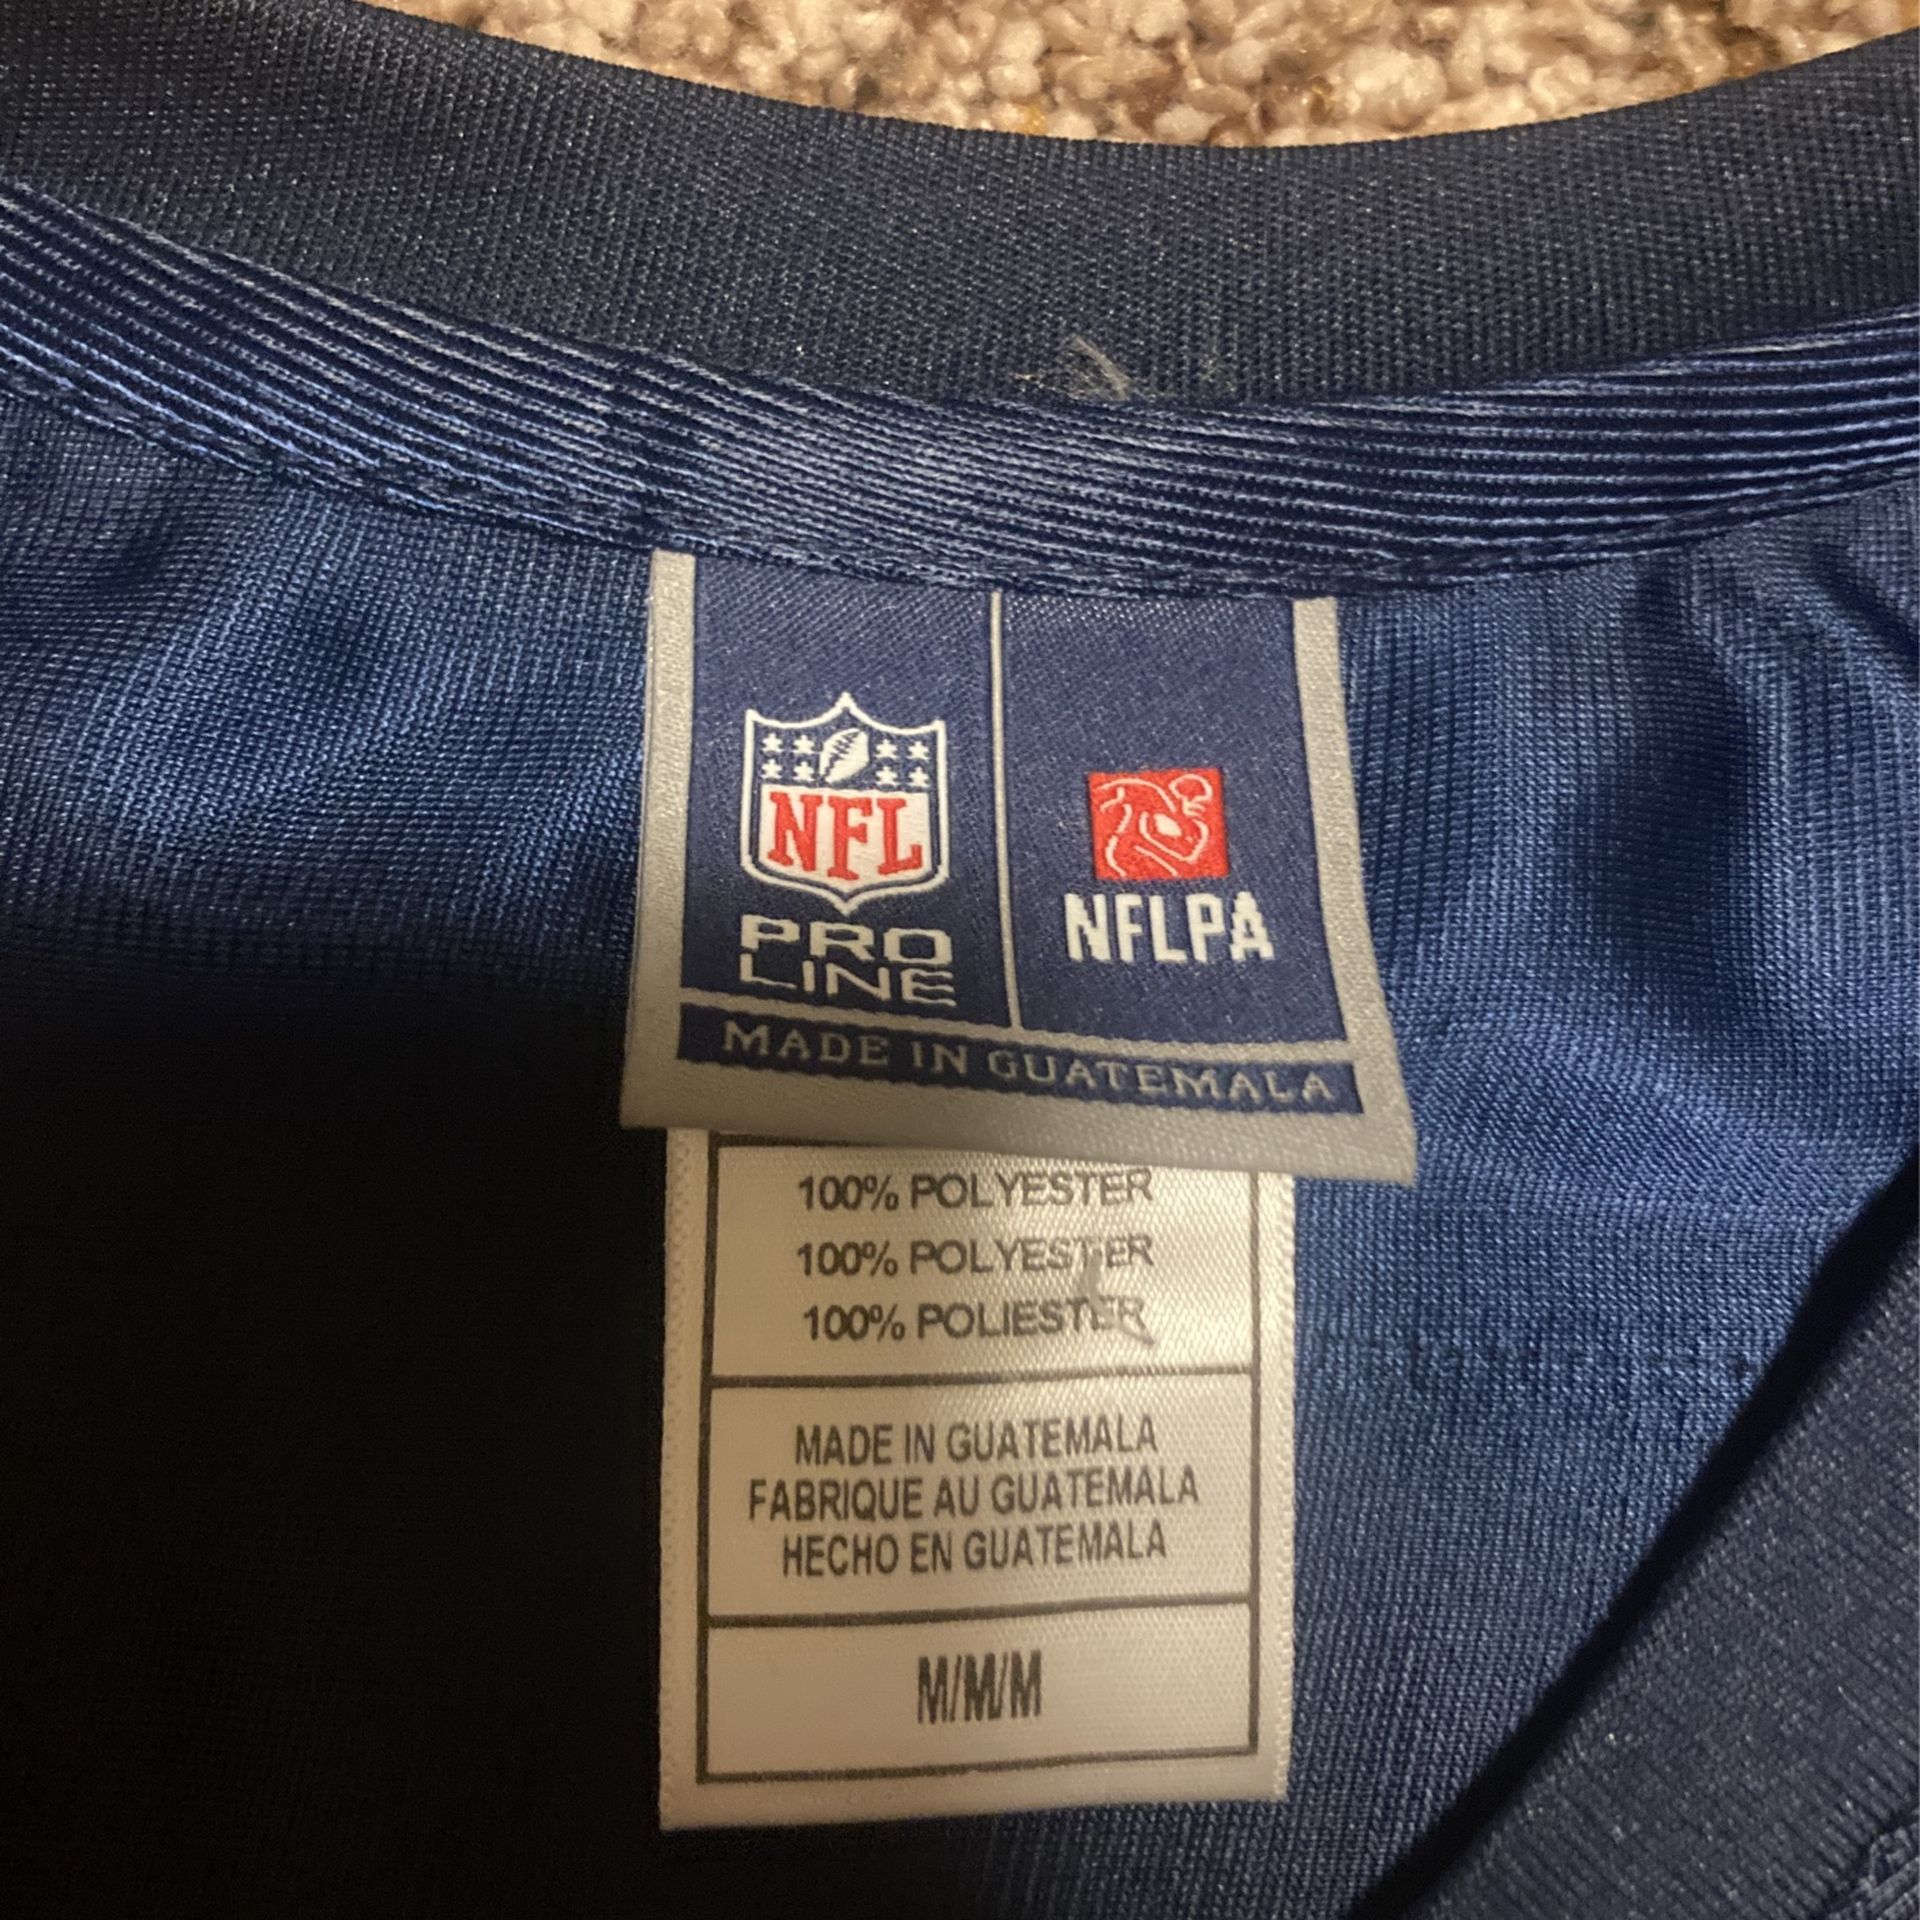 NFL
PRO
LINE
NFLPA
MADE IN GUATEMALA
100% POLYESTER
100% POLYESTER
100% POLIESTER
MADE IN GUATEMALA
FABRIQUE AU GUATEMALA
HECHO EN GUATEMALA
M/M/M